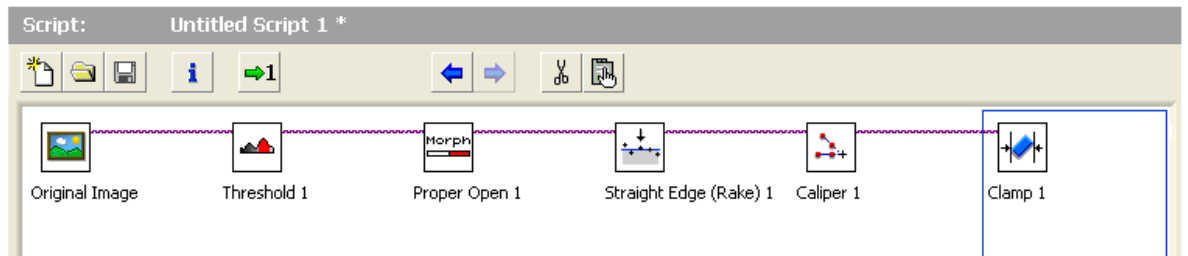 Script: Untitled Script 1 *
i 1
Morph
Original Image Threshold 1 Proper Open 1 Straight Edge (Rake) 1 Caliper 1 Clamp 1